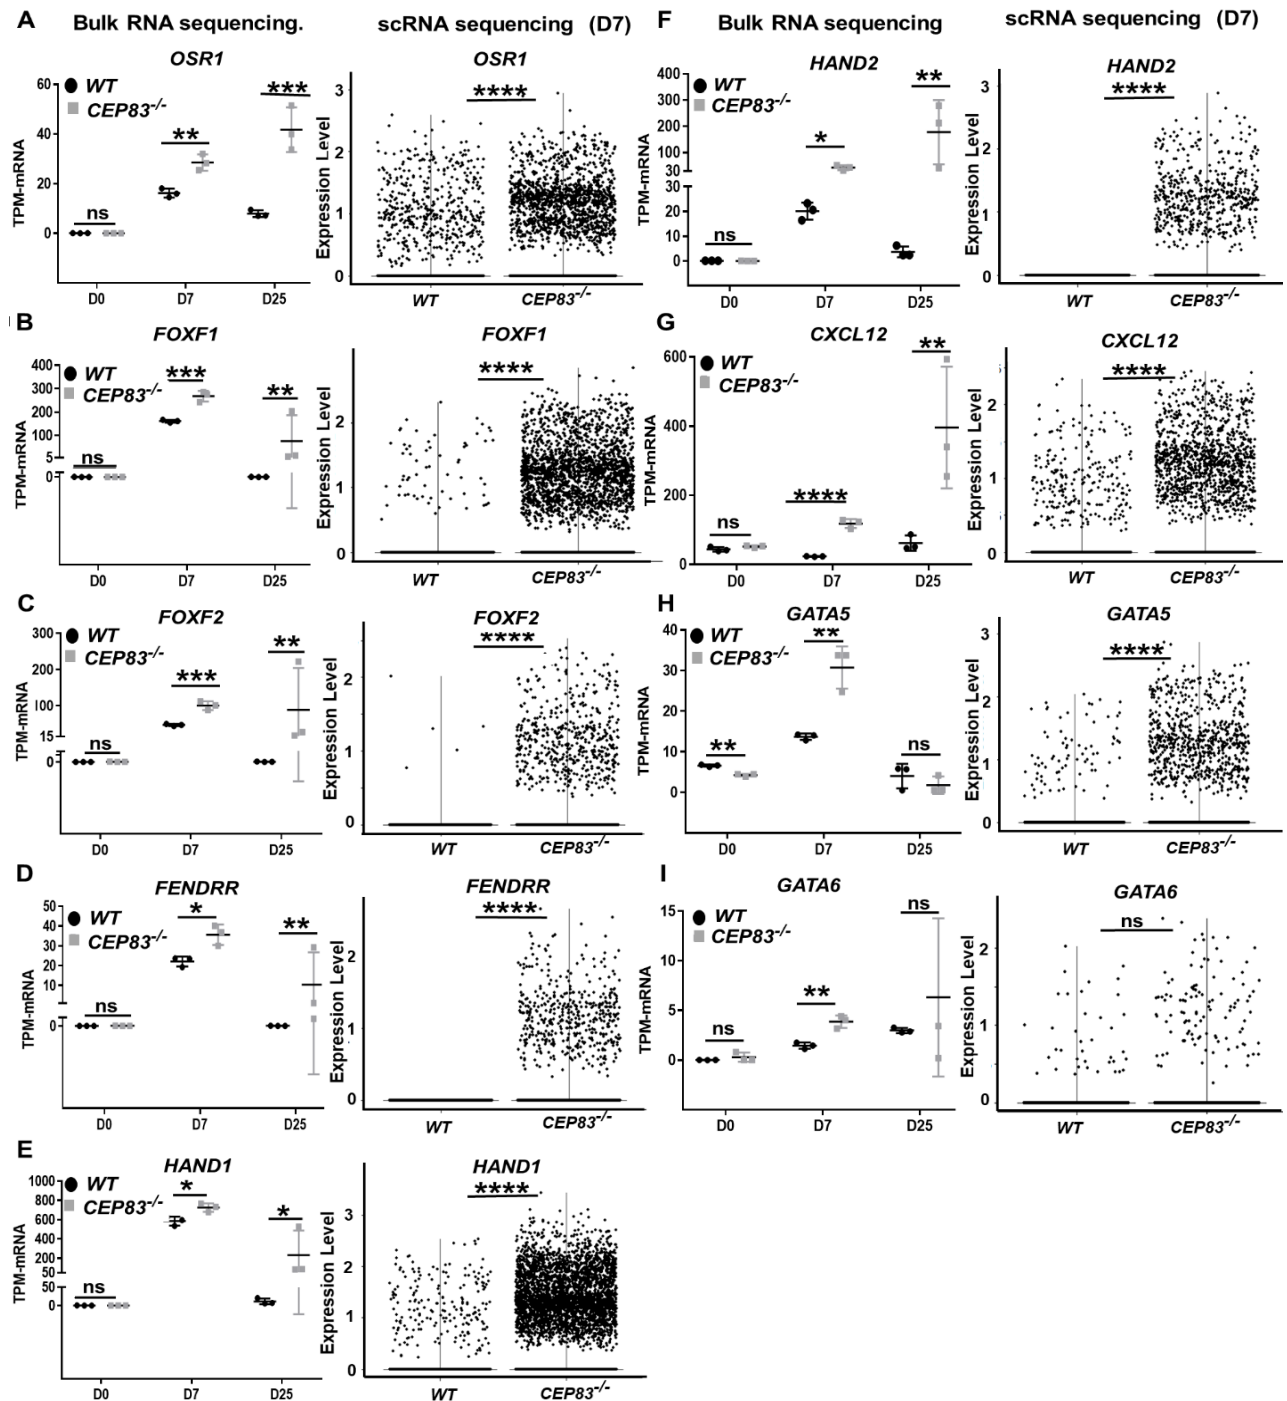 A Bulk RNA sequencing. scRNA sequencing (D7)
OSR1 OSR1
WT
CEP83-/-
ns ** *** ****
TPM-mRNA
60
40
20
0
D0 D7 D25
Expression Level
3
2
1
0
WT CEP83-/-
B
FOXF1 FOXF1
WT
CEP83-/-
ns *** ** ****
TPM-mRNA
400
300
200
100
5
0
D0 D7 D25
Expression Level
2
1
0
WT CEP83-/-
C
FOXF2 FOXF2
WT
CEP83-/-
ns *** ** ****
TPM-mRNA
300
200
100
15
0
D0 D7 D25
Expression Level
2
1
0
WT CEP83-/-
D
FENDRR FENDRR
WT
CEP83-/-
ns * ** ****
TPM-mRNA
50
40
30
20
10
0
D0 D7 D25
Expression Level
2
1
0
WT CEP83-/-
E
HAND1 HAND1
WT
CEP83-/-
ns * * ****
TPM-mRNA
1000
800
600
400
200
50
50
0
D0 D7 D25
Expression Level
3
2
1
0
WT CEP83-/-
F Bulk RNA sequencing scRNA sequencing (D7)
HAND2 HAND2
WT
CEP83-/-
ns * ** ****
TPM-mRNA
400
300
200
100
30
30
20
10
0
D0 D7 D25
Expression Level
3
2
1
0
WT CEP83-/-
G
CXCL12 CXCL12
WT
CEP83-/-
ns **** ** ****
TPM-mRNA
600
400
200
0
D0 D7 D25
Expression Level
2
1
0
WT CEP83-/-
H
GATA5 GATA5
WT
CEP83-/-
** ** ns ****
TPM-mRNA
40
30
20
10
0
D0 D7 D25
Expression Level
3
2
1
0
WT CEP83-/-
I
GATA6 GATA6
WT
CEP83-/-
ns ** ns ns
TPM-mRNA
15
10
5
0
D0 D7 D25
Expression Level
2
1
0
WT CEP83-/-